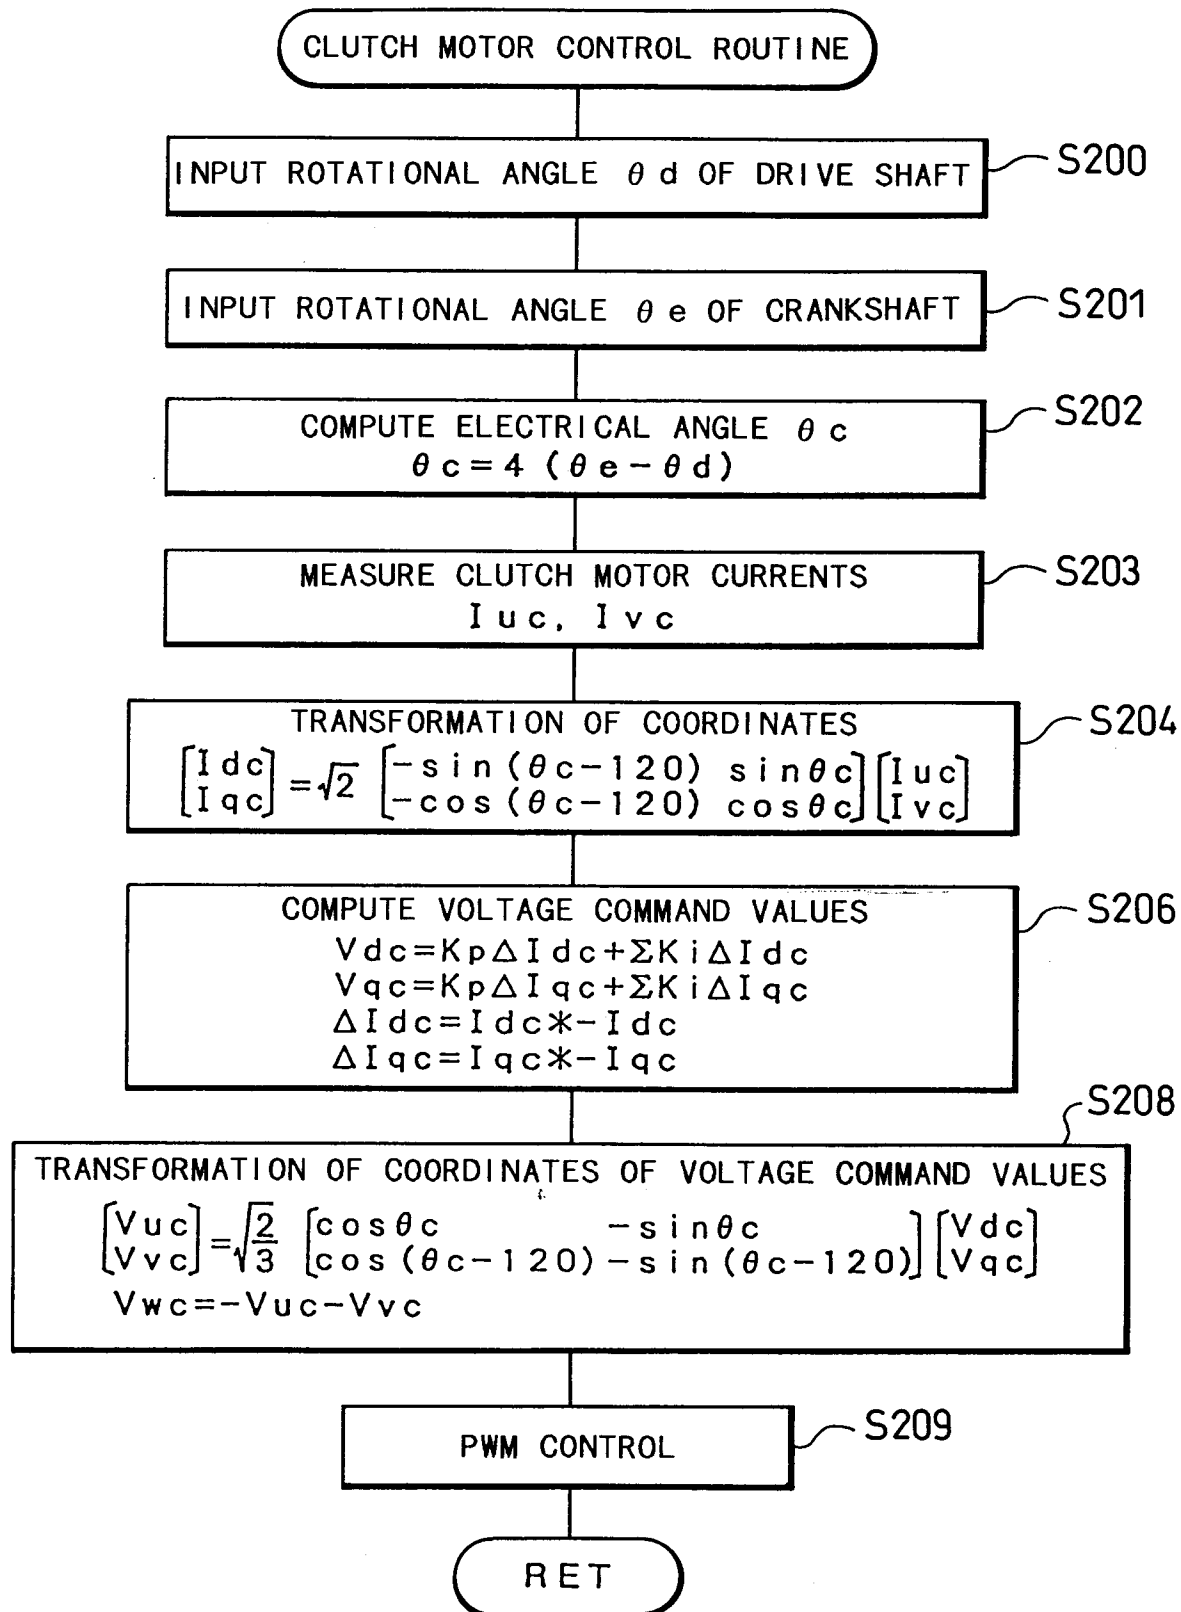 CLUTCH MOTOR CONTROL ROUTINE
INPUT ROTATIONAL ANGLE θd OF DRIVE SHAFT
S200
INPUT ROTATIONAL ANGLE θe OF CRANKSHAFT
S201
COMPUTE ELECTRICAL ANGLE θc
θc=4 (θe-θd)
S202
MEASURE CLUTCH MOTOR CURRENTS
Iuc, Ivc
S203
TRANSFORMATION OF COORDINATES
[Idc] =√2 [-sin (θc-120) sinθc] [Iuc]
[Iqc] [-cos (θc-120) cosθc] [Ivc]
S204
COMPUTE VOLTAGE COMMAND VALUES
Vdc=KpΔIdc+ΣKiΔIdc
Vqc=KpΔIqc+ΣKiΔIqc
ΔIdc=Idc*-Idc
ΔIqc=Iqc*-Iqc
S206
S208
TRANSFORMATION OF COORDINATES OF VOLTAGE COMMAND VALUES
[Vuc] =√2/3 [cosθc -sinθc] [Vdc]
[Vvc] [cos (θc-120) -sin (θc-120)] [Vqc]
Vwc=-Vuc-Vvc
PWM CONTROL
S209
RET